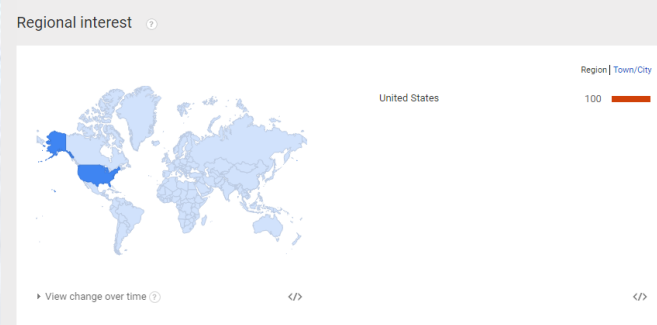 Regional interest ?
Region | Town/City
United States 100
View change over time ?
</>
</>